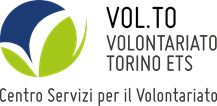 VOL.TO
VOLONTARIATO
TORINO ETS
Centro Servizi per il Volontariato